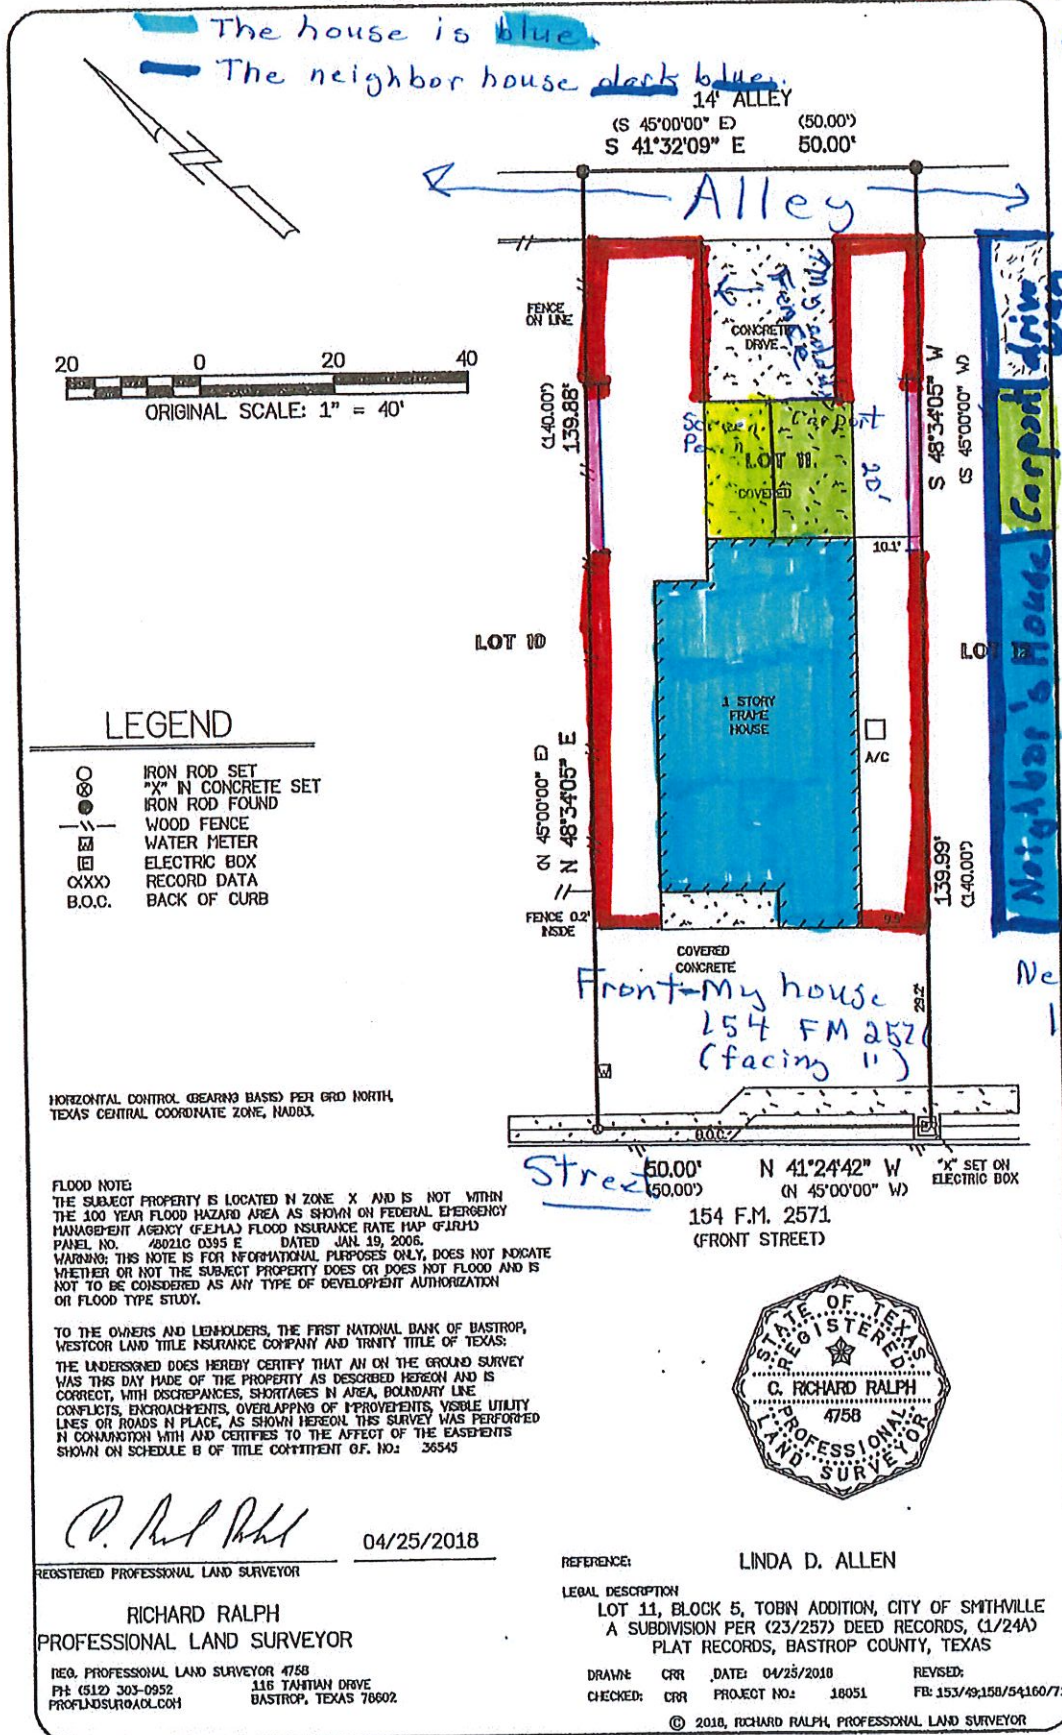 The house is blue.
The neighbor house dark blue.
14' ALLEY
(S 45°00'00" E) (50.00')
S 41°32'09" E 50.00'
Alley
FENCE
ON LINE
CONCRETE
DRIVE
Fence
driveway
20 0 20 40
ORIGINAL SCALE: 1" = 40'
(140.00')
139.88'
S 48°34'05" W
(S 45°00'00" W)
Screen Carport
Porch
LOT 11.
COVERED
20'
10.1'
Carport
LOT 10
LOT
1 STORY
FRAME
HOUSE
A/C
Neighbor's House
LEGEND
IRON ROD SET
"X" IN CONCRETE SET
IRON ROD FOUND
WOOD FENCE
W WATER METER
E ELECTRIC BOX
(XXX) RECORD DATA
B.O.C. BACK OF CURB
(N 45°00'00" E)
N 48°34'05" E
139.99'
(140.00')
FENCE 0.2'
INSIDE
9.9'
COVERED
CONCRETE
Front-My house
154 FM 2571
(facing ")
29.2'
Ne
W
HORIZONTAL CONTROL (BEARING BASIS) PER GRID NORTH,
TEXAS CENTRAL COORDINATE ZONE, NAD83.
B.O.C.
E
Street
50.00' N 41°24'42" W
(50.00') (N 45°00'00" W)
"X" SET ON
ELECTRIC BOX
154 F.M. 2571
(FRONT STREET)
FLOOD NOTE:
THE SUBJECT PROPERTY IS LOCATED IN ZONE X AND IS NOT WITHIN
THE 100 YEAR FLOOD HAZARD AREA AS SHOWN ON FEDERAL EMERGENCY
MANAGEMENT AGENCY (F.E.M.A.) FLOOD INSURANCE RATE MAP (F.I.R.M.)
PANEL NO. 48021C 0395 E DATED JAN. 19, 2006.
WARNING: THIS NOTE IS FOR INFORMATIONAL PURPOSES ONLY, DOES NOT INDICATE
WHETHER OR NOT THE SUBJECT PROPERTY DOES OR DOES NOT FLOOD AND IS
NOT TO BE CONSIDERED AS ANY TYPE OF DEVELOPMENT AUTHORIZATION
OR FLOOD TYPE STUDY.
TO THE OWNERS AND LIENHOLDERS, THE FIRST NATIONAL BANK OF BASTROP,
WESTCOR LAND TITLE INSURANCE COMPANY AND TRINITY TITLE OF TEXAS:
THE UNDERSIGNED DOES HEREBY CERTIFY THAT AN ON THE GROUND SURVEY
WAS THIS DAY MADE OF THE PROPERTY AS DESCRIBED HEREON AND IS
CORRECT, WITH DISCREPANCES, SHORTAGES IN AREA, BOUNDARY LINE
CONFLICTS, ENCROACHMENTS, OVERLAPPING OF IMPROVEMENTS, VISIBLE UTILITY
LINES OR ROADS IN PLACE, AS SHOWN HEREON. THIS SURVEY WAS PERFORMED
IN CONJUNCTION WITH AND CERTIFIES TO THE AFFECT OF THE EASEMENTS
SHOWN ON SCHEDULE B OF TITLE COMMITMENT G.F. NO.: 36545
STATE OF TEXAS
REGISTERED
C. RICHARD RALPH
4758
PROFESSIONAL
LAND SURVEYOR
04/25/2018
REGISTERED PROFESSIONAL LAND SURVEYOR
RICHARD RALPH
PROFESSIONAL LAND SURVEYOR
REG. PROFESSIONAL LAND SURVEYOR 4758
PH: (512) 303-0952 116 TAHITIAN DRIVE
PROFLNDSUR@AOL.COM BASTROP, TEXAS 78602
REFERENCE: LINDA D. ALLEN
LEGAL DESCRIPTION
LOT 11, BLOCK 5, TOBIN ADDITION, CITY OF SMITHVILLE
A SUBDIVISION PER (23/257) DEED RECORDS, (1/24A)
PLAT RECORDS, BASTROP COUNTY, TEXAS
DRAWN: CRR DATE: 04/25/2018 REVISED:
CHECKED: CRR PROJECT NO.: 18051 FB: 153/49,158/54,160/7
© 2018, RICHARD RALPH, PROFESSIONAL LAND SURVEYOR